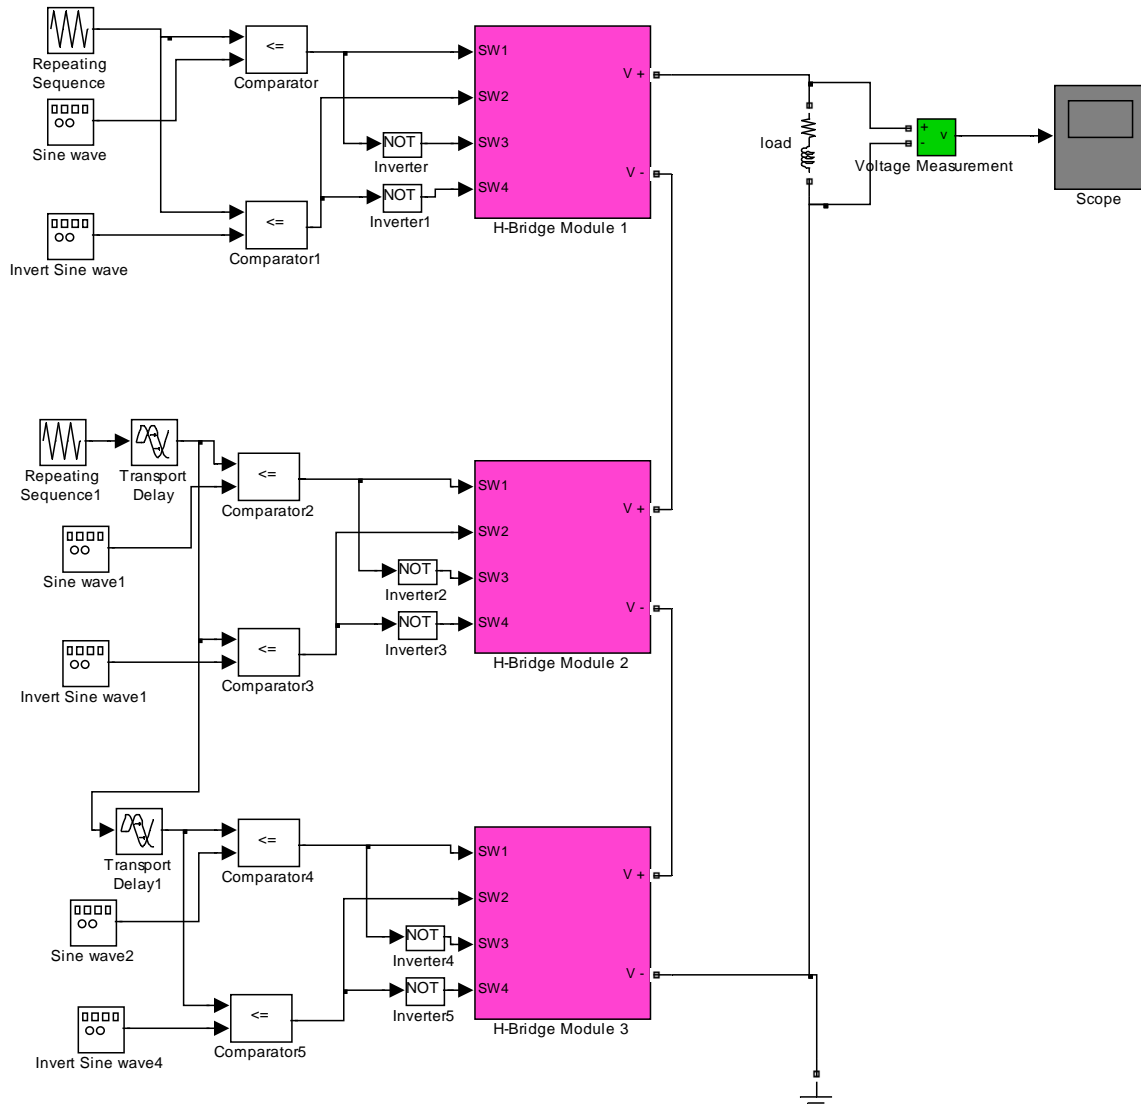 Repeating
Sequence
<=
Comparator
Sine wave
NOT
Inverter
NOT
Inverter1
<=
Comparator1
Invert Sine wave
SW1
SW2
SW3
SW4
V +
V -
H-Bridge Module 1
load
+
-
v
Voltage Measurement
Scope
Repeating
Sequence1
Transport
Delay
<=
Comparator2
Sine wave1
NOT
Inverter2
NOT
Inverter3
<=
Comparator3
Invert Sine wave1
SW1
SW2
SW3
SW4
V +
V -
H-Bridge Module 2
Transport
Delay1
<=
Comparator4
Sine wave2
NOT
Inverter4
NOT
Inverter5
<=
Comparator5
Invert Sine wave4
SW1
SW2
SW3
SW4
V +
V -
H-Bridge Module 3